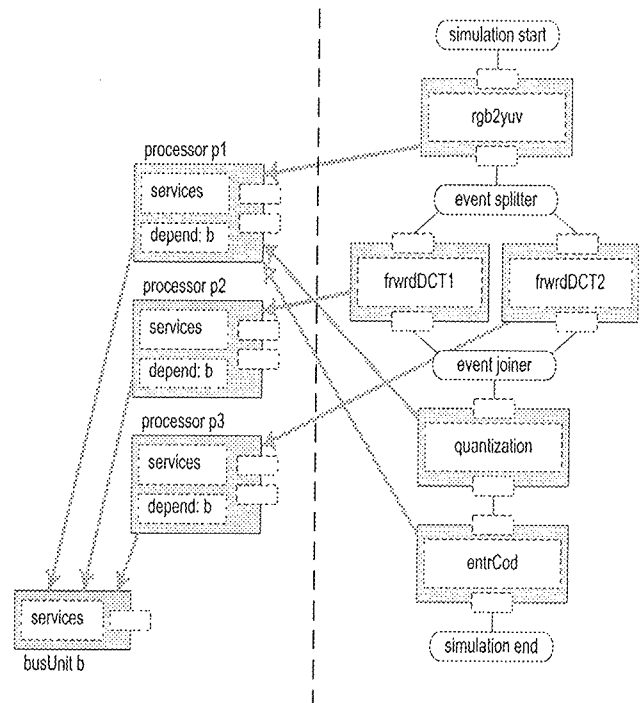 simulation start
rgb2yuv
event splitter
frwrdDCT1
frwrdDCT2
event joiner
quantization
entrCod
simulation end
processor p1
services
depend: b
processor p2
services
depend: b
processor p3
services
depend: b
services
busUnit b